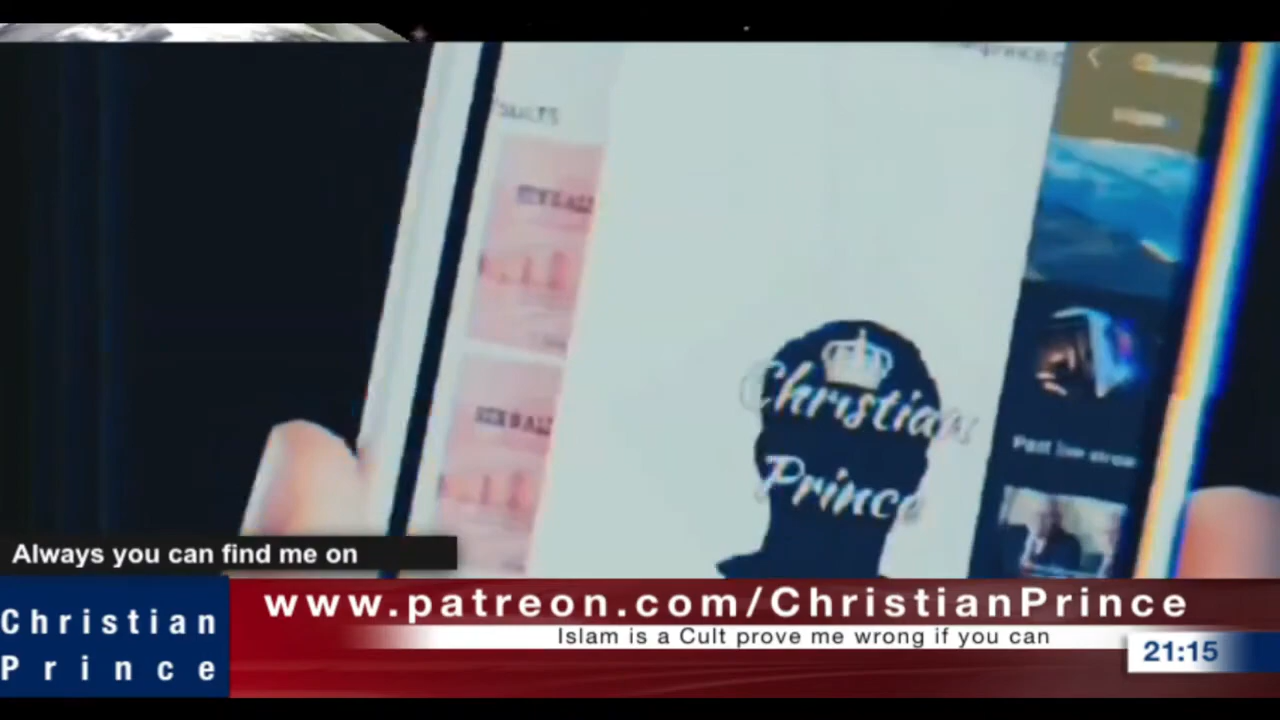 Christian
Prince
Always you can find me on
Christian
Prince
www.patreon.com/ChristianPrince
Islam is a Cult prove me wrong if you can
21:15